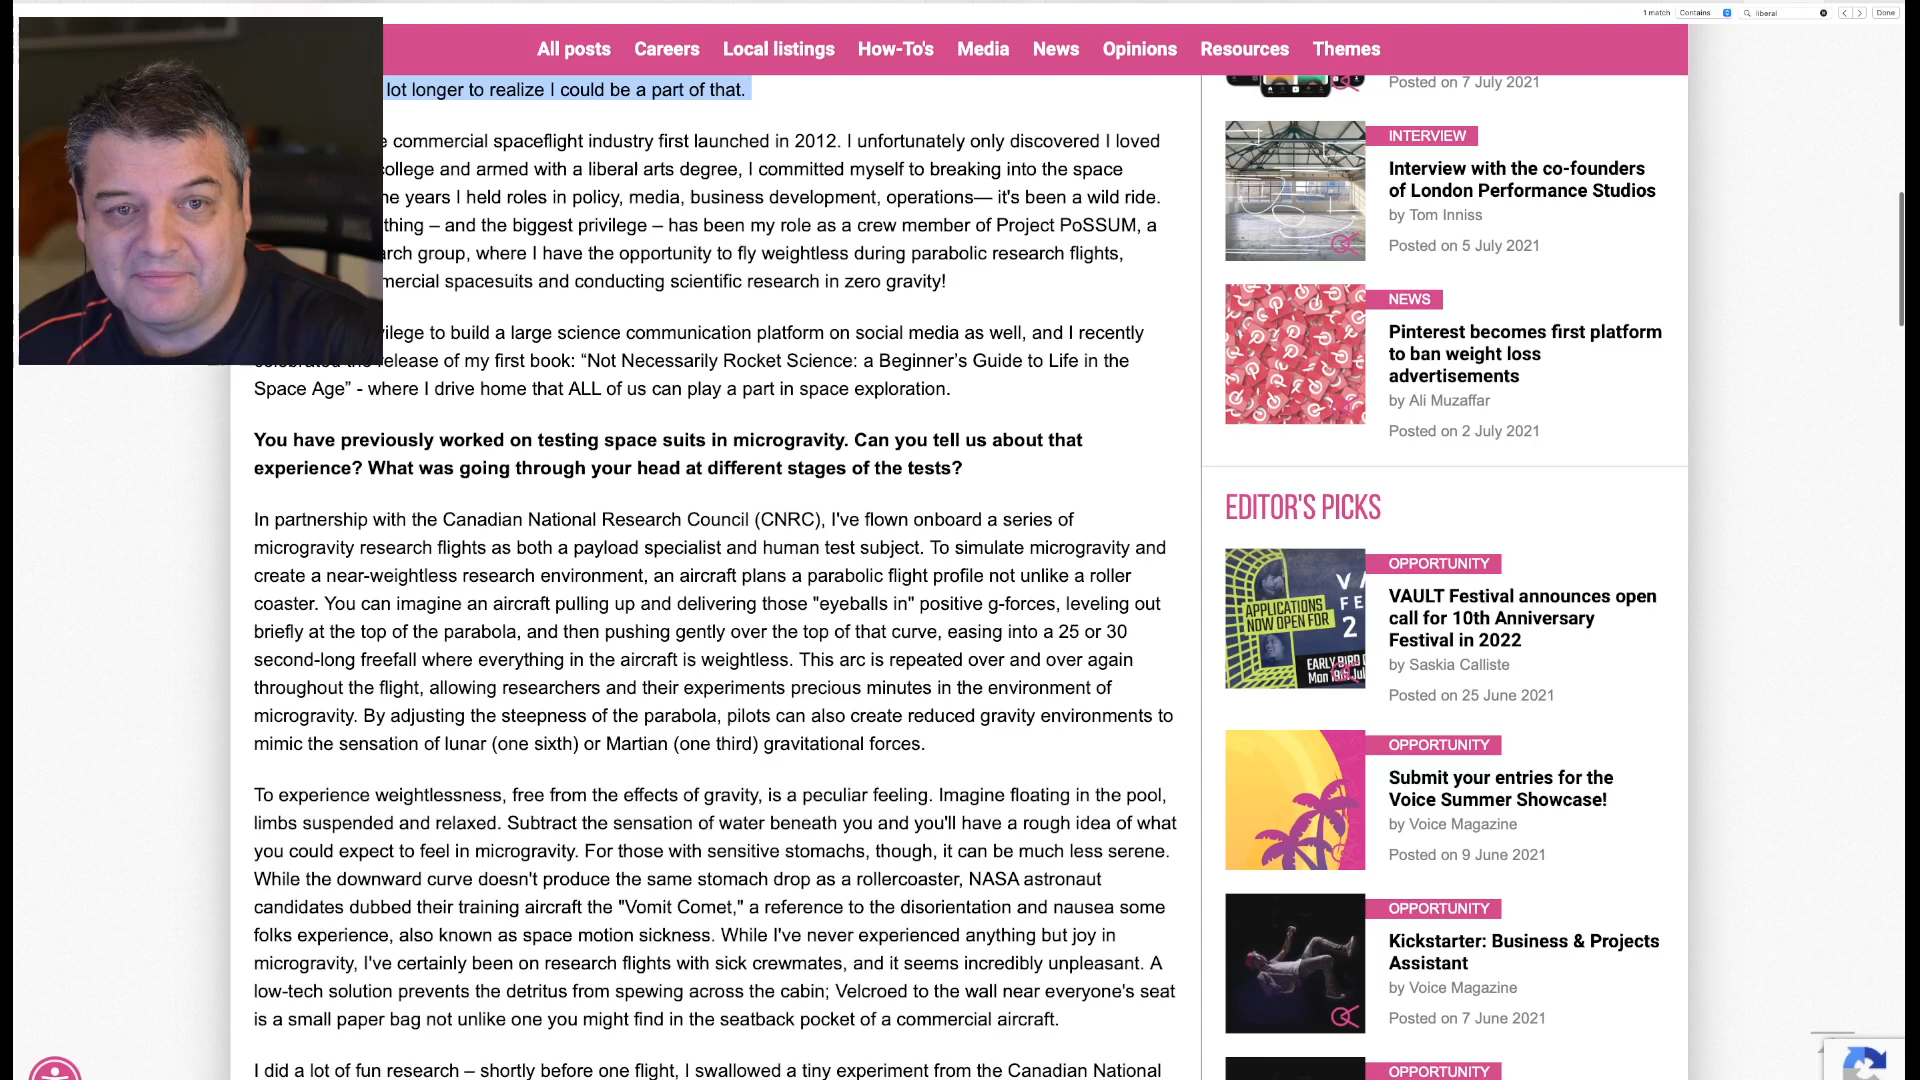 1 match Contains liberal Done
All posts Careers Local listings How-To's Media News Opinions Resources Themes
lot longer to realize I could be a part of that.
e commercial spaceflight industry first launched in 2012. I unfortunately only discovered I loved
ollege and armed with a liberal arts degree, I committed myself to breaking into the space
he years I held roles in policy, media, business development, operations— it's been a wild ride.
thing – and the biggest privilege – has been my role as a crew member of Project PoSSUM, a
rch group, where I have the opportunity to fly weightless during parabolic research flights,
mercial spacesuits and conducting scientific research in zero gravity!
ilege to build a large science communication platform on social media as well, and I recently
celebrated the release of my first book: “Not Necessarily Rocket Science: a Beginner’s Guide to Life in the
Space Age” - where I drive home that ALL of us can play a part in space exploration.
You have previously worked on testing space suits in microgravity. Can you tell us about that
experience? What was going through your head at different stages of the tests?
In partnership with the Canadian National Research Council (CNRC), I've flown onboard a series of
microgravity research flights as both a payload specialist and human test subject. To simulate microgravity and
create a near-weightless research environment, an aircraft plans a parabolic flight profile not unlike a roller
coaster. You can imagine an aircraft pulling up and delivering those "eyeballs in" positive g-forces, leveling out
briefly at the top of the parabola, and then pushing gently over the top of that curve, easing into a 25 or 30
second-long freefall where everything in the aircraft is weightless. This arc is repeated over and over again
throughout the flight, allowing researchers and their experiments precious minutes in the environment of
microgravity. By adjusting the steepness of the parabola, pilots can also create reduced gravity environments to
mimic the sensation of lunar (one sixth) or Martian (one third) gravitational forces.
To experience weightlessness, free from the effects of gravity, is a peculiar feeling. Imagine floating in the pool,
limbs suspended and relaxed. Subtract the sensation of water beneath you and you'll have a rough idea of what
you could expect to feel in microgravity. For those with sensitive stomachs, though, it can be much less serene.
While the downward curve doesn't produce the same stomach drop as a rollercoaster, NASA astronaut
candidates dubbed their training aircraft the "Vomit Comet," a reference to the disorientation and nausea some
folks experience, also known as space motion sickness. While I've never experienced anything but joy in
microgravity, I've certainly been on research flights with sick crewmates, and it seems incredibly unpleasant. A
low-tech solution prevents the detritus from spewing across the cabin; Velcroed to the wall near everyone's seat
is a small paper bag not unlike one you might find in the seatback pocket of a commercial aircraft.
I did a lot of fun research – shortly before one flight, I swallowed a tiny experiment from the Canadian National
Posted on 7 July 2021
INTERVIEW
Interview with the co-founders
of London Performance Studios
by Tom Inniss
Posted on 5 July 2021
NEWS
Pinterest becomes first platform
to ban weight loss
advertisements
by Ali Muzaffar
Posted on 2 July 2021
EDITOR'S PICKS
APPLICATIONS
NOW OPEN FOR
VA
FE
2
EARLY BIRD
Mon 19th Jul
OPPORTUNITY
VAULT Festival announces open
call for 10th Anniversary
Festival in 2022
by Saskia Calliste
Posted on 25 June 2021
OPPORTUNITY
Submit your entries for the
Voice Summer Showcase!
by Voice Magazine
Posted on 9 June 2021
OPPORTUNITY
Kickstarter: Business & Projects
Assistant
by Voice Magazine
Posted on 7 June 2021
OPPORTUNITY